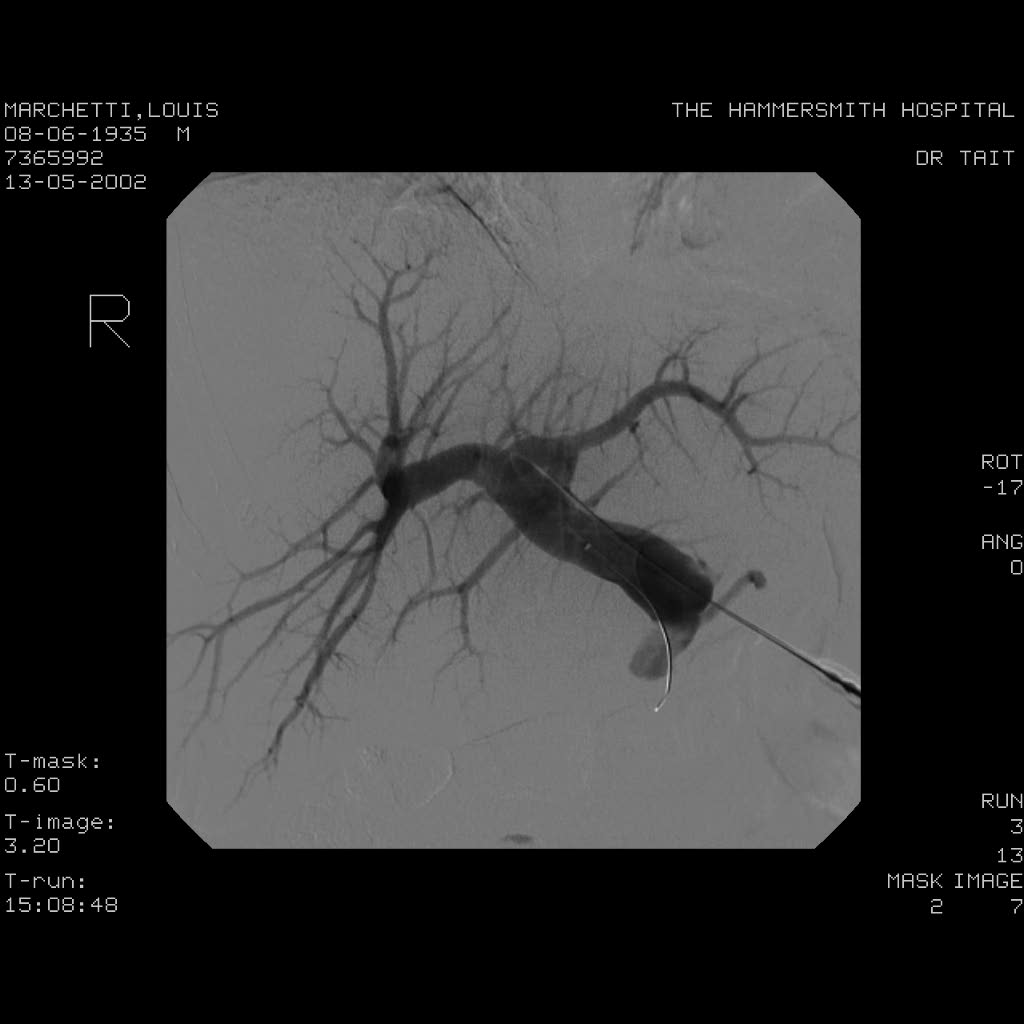 MARCHETTI,LOUIS
08-06-1935 M
7365992
13-05-2002
THE HAMMERSMITH HOSPITAL
DR TAIT
R
ROT
-17
ANG
0
T-mask:
0.60
T-image:
3.20
T-run:
15:08:48
RUN
3
13
MASK IMAGE
2 7